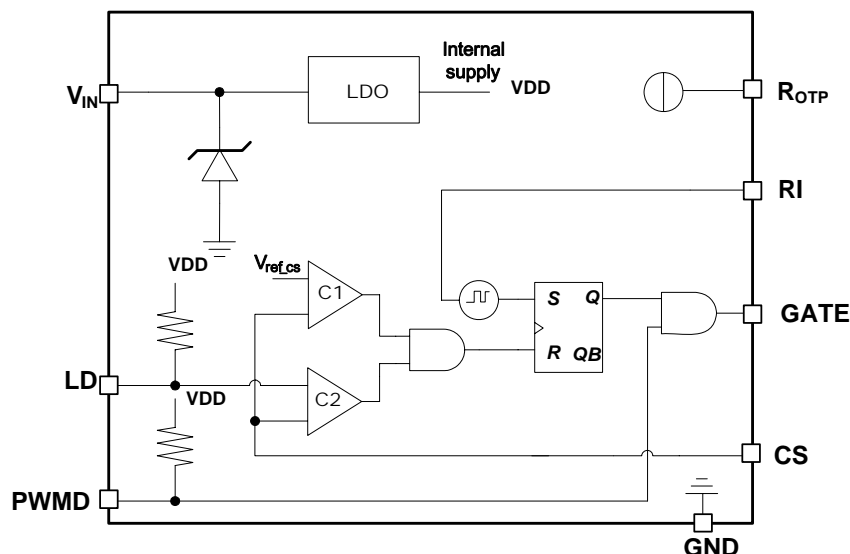 Internal
supply
VDD
LDO
VIN
ROTP
RI
VDD
Vref_cs
C1
S Q
R QB
GATE
LD
VDD
C2
CS
PWMD
GND